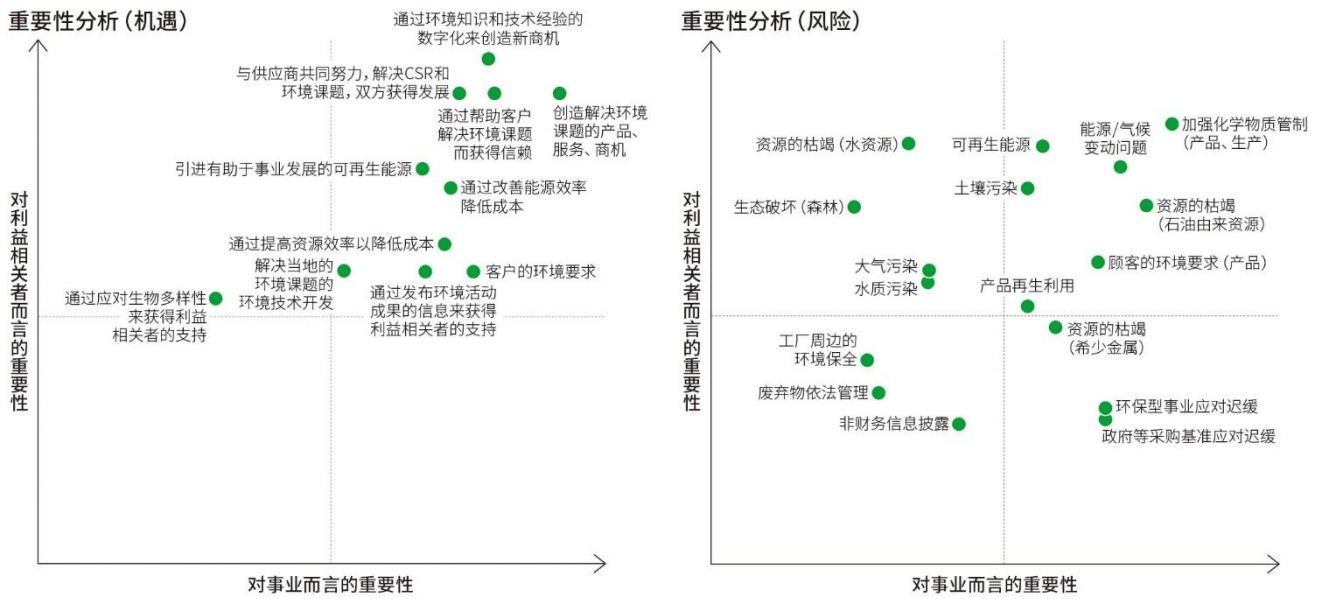 重要性分析（机遇）
通过环境知识和技术经验的
数字化来创造新商机
与供应商共同努力，解决CSR和
环境课题，双方获得发展
通过帮助客户
解决环境课题
而获得信赖
创造解决环境
课题的产品、
服务、商机
引进有助于事业发展的可再生能源
通过改善能源效率
降低成本
通过提高资源效率以降低成本
解决当地的
环境课题的
环境技术开发
客户的环境要求
通过发布环境活动
成果的信息来获得
利益相关者的支持
通过应对生物多样性
来获得利益
相关者的支持
对利益相关者而言的重要性
对事业而言的重要性
重要性分析（风险）
加强化学物质管制
（产品、生产）
能源/气候
变动问题
资源的枯竭（水资源）
可再生能源
土壤污染
生态破坏（森林）
资源的枯竭
（石油由来资源）
大气污染
水质污染
顾客的环境要求（产品）
产品再生利用
资源的枯竭
（希少金属）
工厂周边的
环境保全
废弃物依法管理
非财务信息披露
环保型事业应对迟缓
政府等采购基准应对迟缓
对利益相关者而言的重要性
对事业而言的重要性